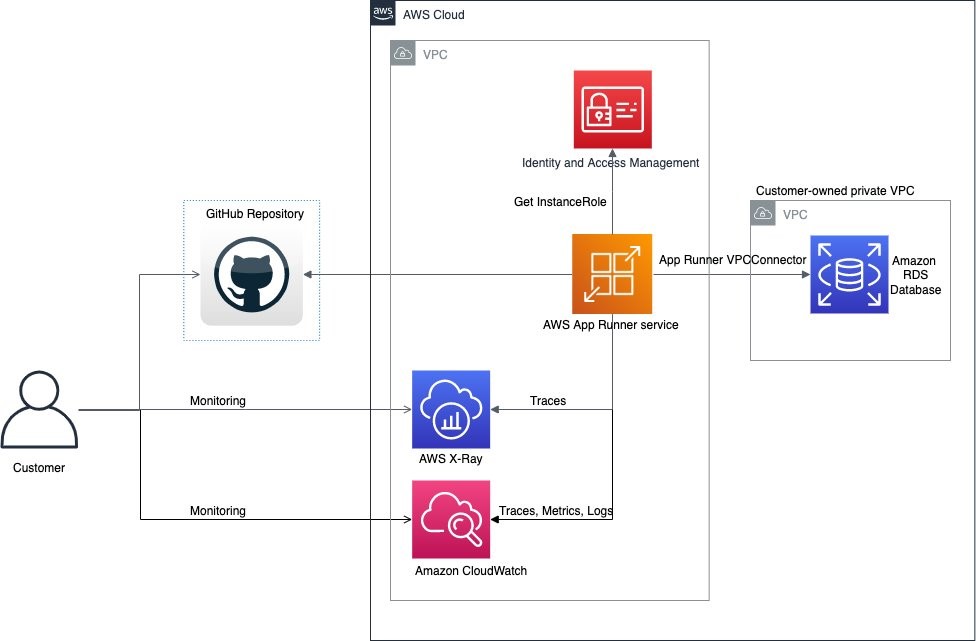 aws
AWS Cloud
VPC
Identity and Access Management
Get InstanceRole
Customer-owned private VPC
VPC
GitHub Repository
App Runner VPCConnector
Amazon
RDS
Database
AWS App Runner service
Monitoring
Traces
AWS X-Ray
Customer
Monitoring
Traces, Metrics, Logs
Amazon CloudWatch